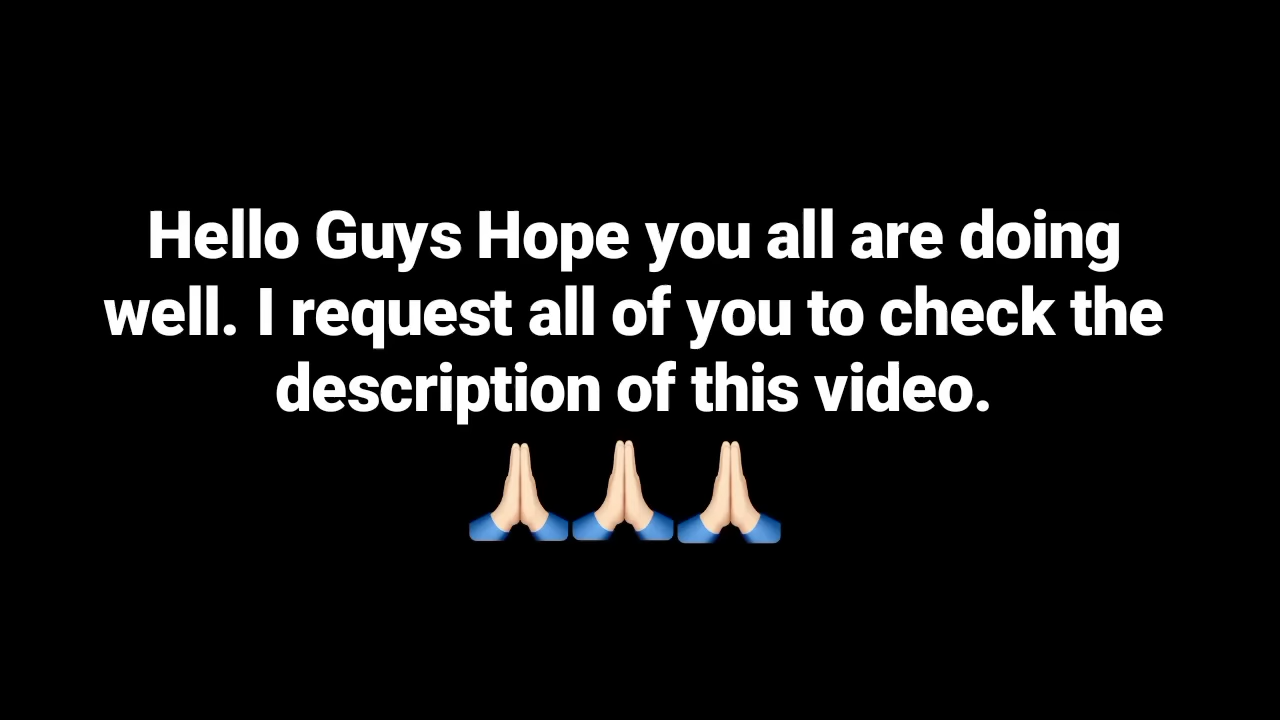 Hello Guys Hope you all are doing
well. I request all of you to check the
description of this video.
🙏🏻🙏🏻🙏🏻